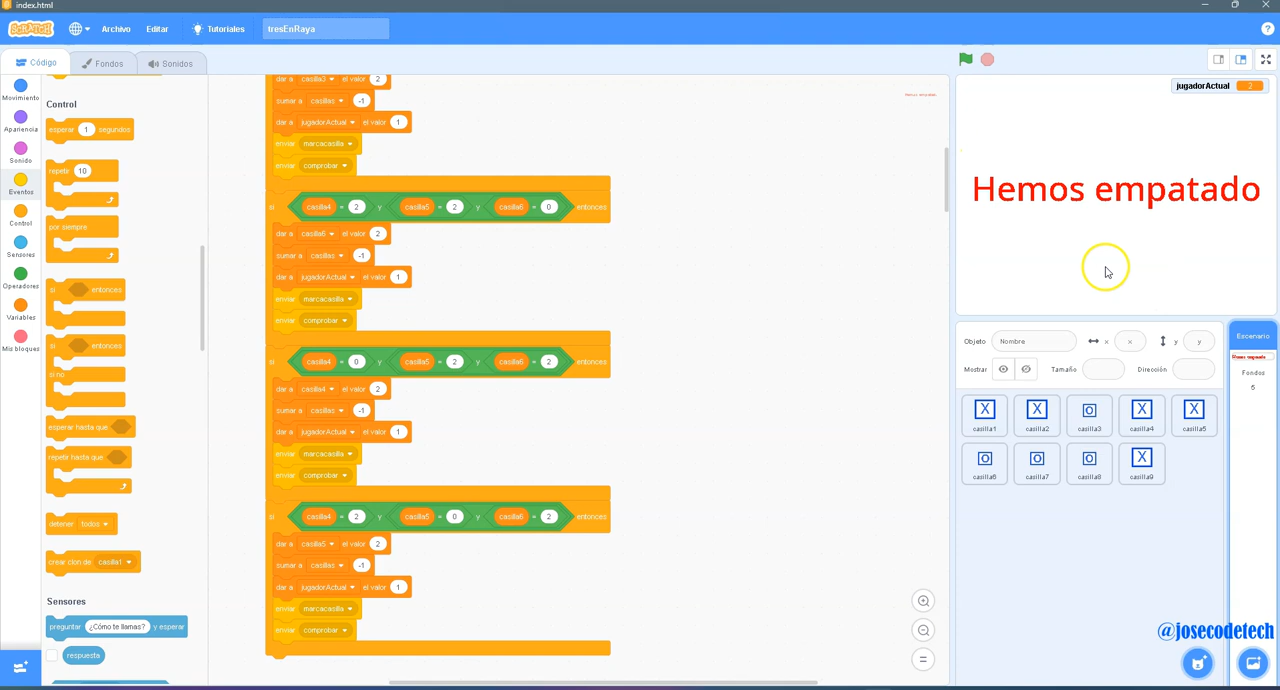 index.html
SCRATCH
Archivo
Editar
Tutoriales
tresEnRaya
Código
Fondos
Sonidos
Movimiento
Apariencia
Sonido
Eventos
Control
Sensores
Operadores
Variables
Mis bloques
Control
esperar 1 segundos
repetir 10
por siempre
si entonces
si entonces
si no
esperar hasta que
repetir hasta que
detener todos
crear clon de casilla1
Sensores
preguntar ¿Cómo te llamas? y esperar
respuesta
dar a casilla3 el valor 2
sumar a casillas -1
dar a jugadorActual el valor 1
enviar marcacasilla
enviar comprobar
si casilla4 = 2 y casilla5 = 2 y casilla6 = 0 entonces
dar a casilla6 el valor 2
sumar a casillas -1
dar a jugadorActual el valor 1
enviar marcacasilla
enviar comprobar
si casilla4 = 0 y casilla5 = 2 y casilla6 = 2 entonces
dar a casilla4 el valor 2
sumar a casillas -1
dar a jugadorActual el valor 1
enviar marcacasilla
enviar comprobar
si casilla4 = 2 y casilla5 = 0 y casilla6 = 2 entonces
dar a casilla5 el valor 2
sumar a casillas -1
dar a jugadorActual el valor 1
enviar marcacasilla
enviar comprobar
Hemos empatado
jugadorActual 2
Hemos empatado
Objeto Nombre x x y y
Mostrar Tamaño Dirección
X X O X X
casilla1 casilla2 casilla3 casilla4 casilla5
O O O X
casilla6 casilla7 casilla8 casilla9
Escenario
Hemos empatado
Fondos
5
@josecodetech